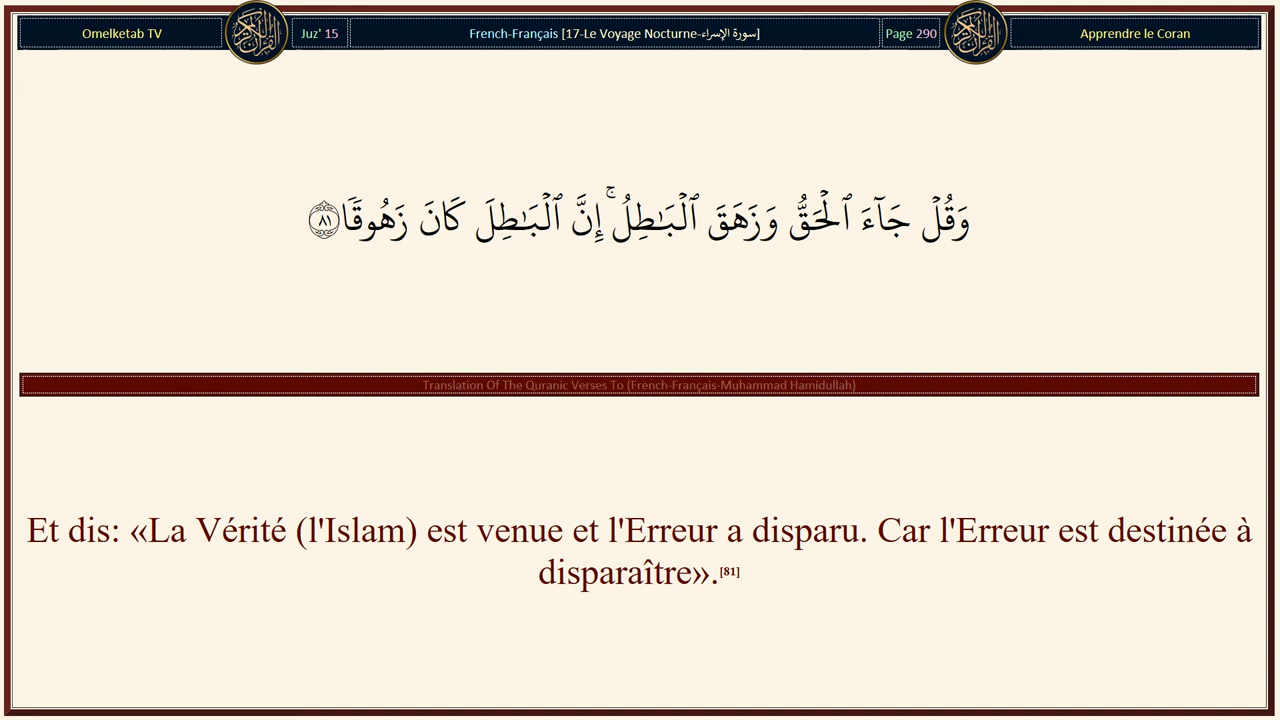 Omelketab TV
Juz' 15
French-Français [17-Le Voyage Nocturne-سورة الإسراء]
Page 290
Apprendre le Coran
وَقُلۡ جَآءَ ٱلۡحَقُّ وَزَهَقَ ٱلۡبَٰطِلُۚ إِنَّ ٱلۡبَٰطِلَ كَانَ زَهُوقٗا ٨١
Translation Of The Quranic Verses To (French-Français-Muhammad Hamidullah)
Et dis: «La Vérité (l'Islam) est venue et l'Erreur a disparu. Car l'Erreur est destinée à
disparaître».[81]